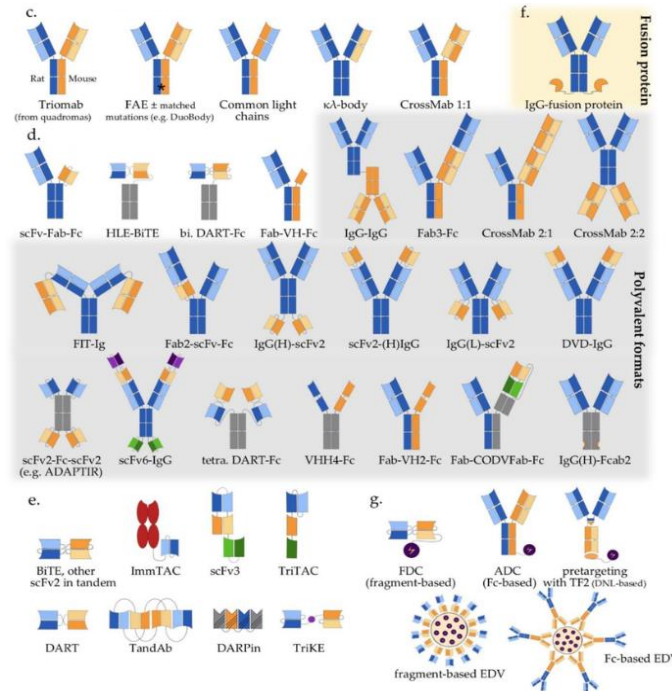 c.
f.
Fusion protein
Rat Mouse
Triomab
(from quadromas)
FAE ± matched
mutations (e.g. DuoBody)
Common light
chains
κλ-body
CrossMab 1:1
IgG-fusion protein
*
d.
scFv-Fab-Fc
HLE-BiTE
bi. DART-Fc
Fab-VH-Fc
IgG-IgG
Fab3-Fc
CrossMab 2:1
CrossMab 2:2
Polyvalent formats
FIT-Ig
Fab2-scFv-Fc
IgG(H)-scFv2
scFv2-(H)IgG
IgG(L)-scFv2
DVD-IgG
scFv2-Fc-scFv2
(e.g. ADAPTIR)
scFv6-IgG
tetra. DART-Fc
VHH4-Fc
Fab-VH2-Fc
Fab-CODVFab-Fc
IgG(H)-Fcab2
e.
g.
BiTE, other
scFv2 in tandem
ImmTAC
scFv3
TriTAC
FDC
(fragment-based)
ADC
(Fc-based)
pretargeting
with TF2 (DNL-based)
DART
TandAb
DARPin
TriKE
fragment-based EDV
Fc-based EDV